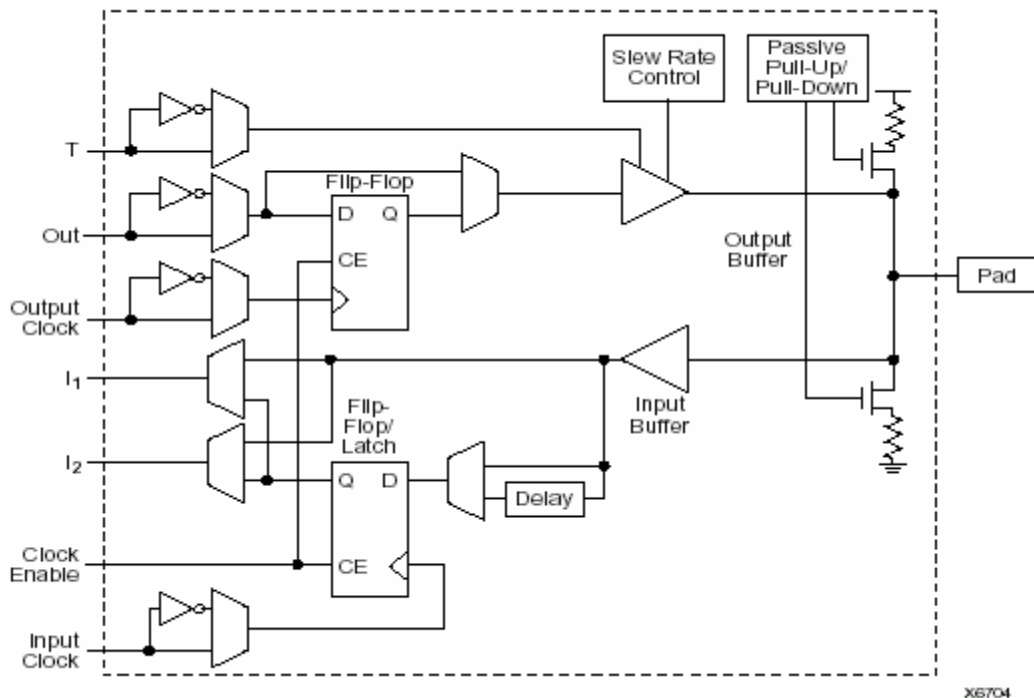 Slew Rate
Control
Passive
Pull-Up/
Pull-Down
T
Flip-Flop
D Q
Out
CE
Output
Buffer
Pad
Output
Clock
I1
Flip-
Flop/
Latch
Input
Buffer
I2
Q D
Delay
Clock
Enable
CE
Input
Clock
X6704